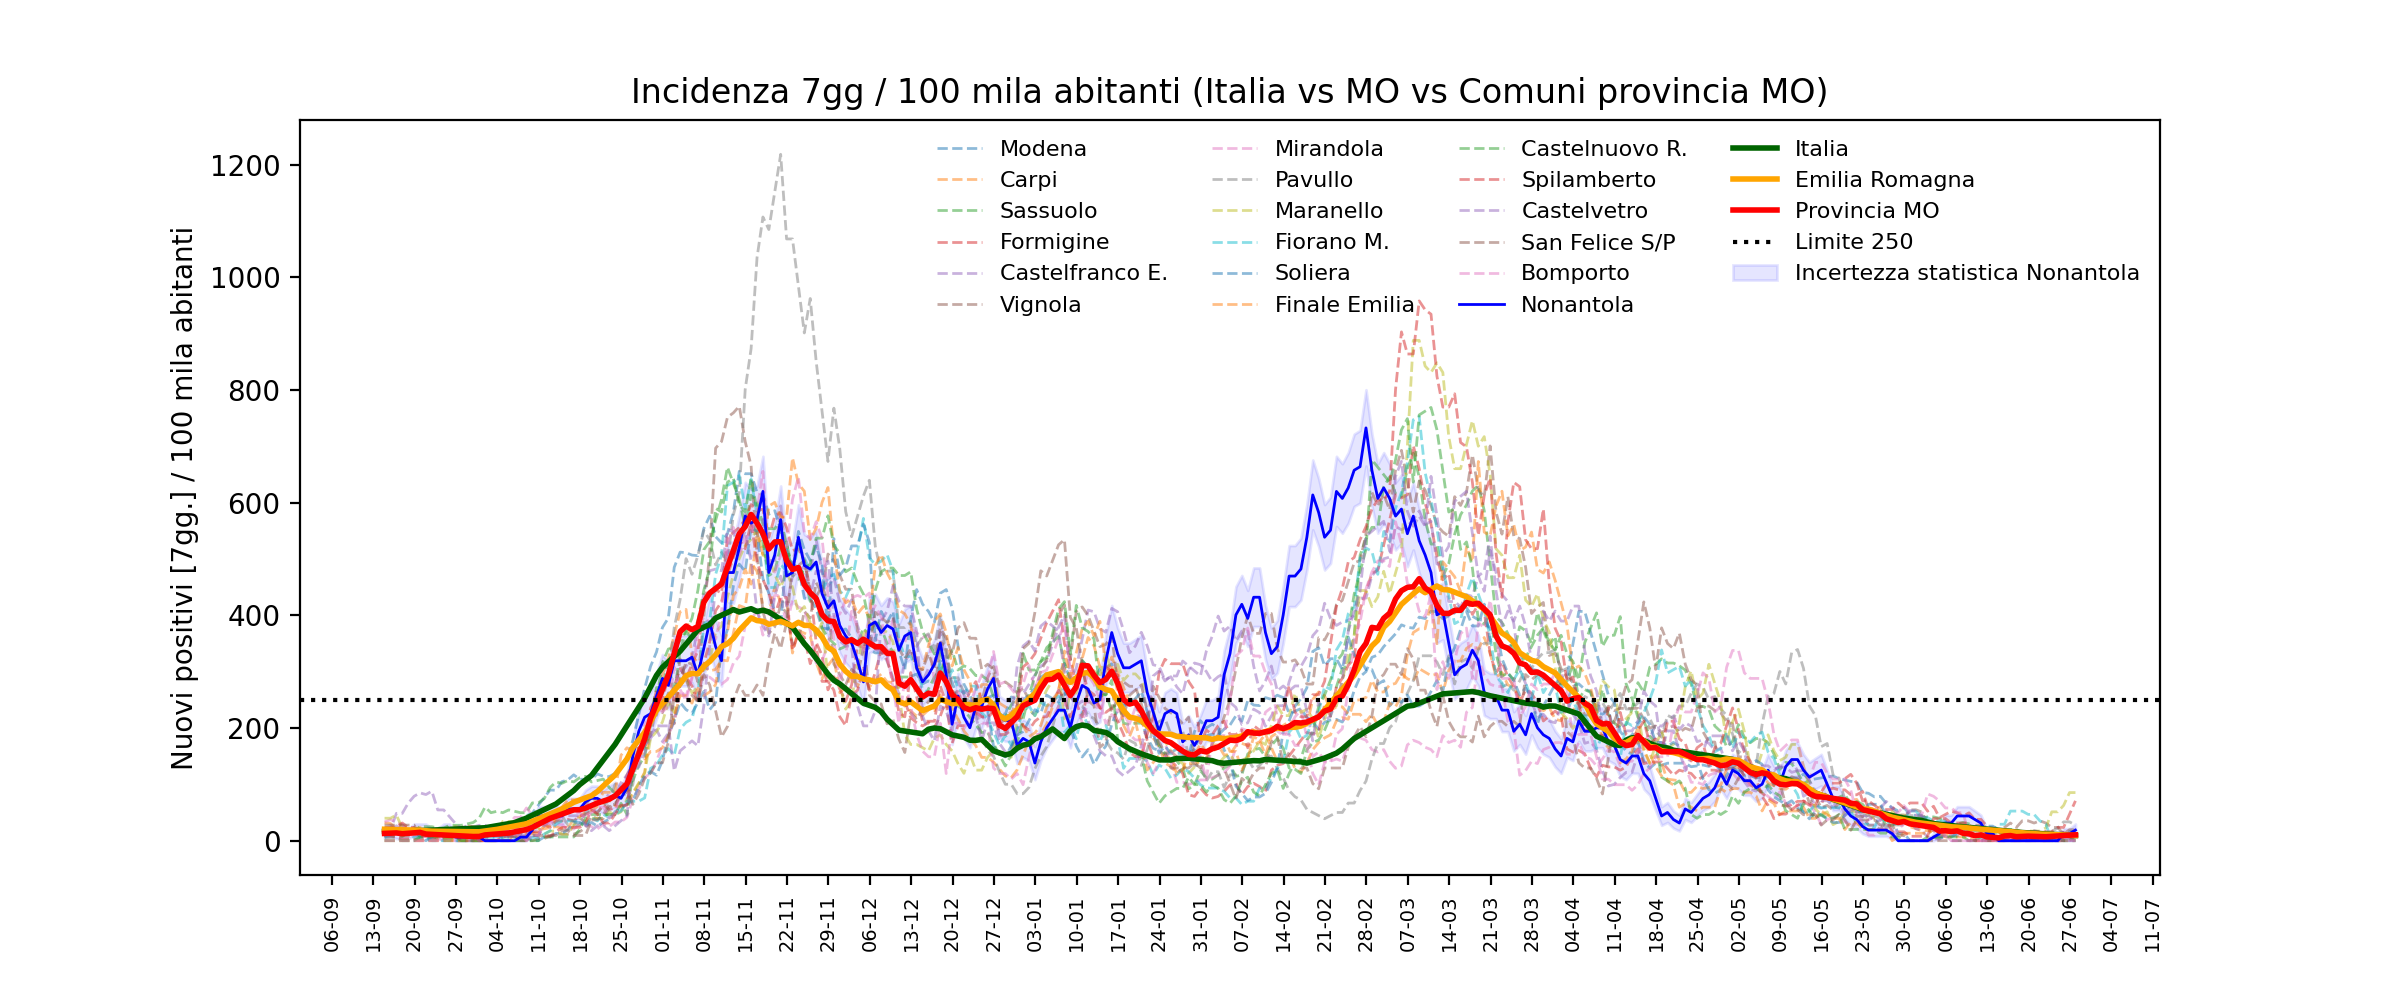 Incidenza 7gg / 100 mila abitanti (Italia vs MO vs Comuni provincia MO)
Nuovi positivi [7gg.] / 100 mila abitanti
1200
1000
800
600
400
200
0
Modena
Carpi
Sassuolo
Formigine
Castelfranco E.
Vignola
Mirandola
Pavullo
Maranello
Fiorano M.
Soliera
Finale Emilia
Castelnuovo R.
Spilamberto
Castelvetro
San Felice S/P
Bomporto
Nonantola
Italia
Emilia Romagna
Provincia MO
Limite 250
Incertezza statistica Nonantola
06-09
13-09
20-09
27-09
04-10
11-10
18-10
25-10
01-11
08-11
15-11
22-11
29-11
06-12
13-12
20-12
27-12
03-01
10-01
17-01
24-01
31-01
07-02
14-02
21-02
28-02
07-03
14-03
21-03
28-03
04-04
11-04
18-04
25-04
02-05
09-05
16-05
23-05
30-05
06-06
13-06
20-06
27-06
04-07
11-07